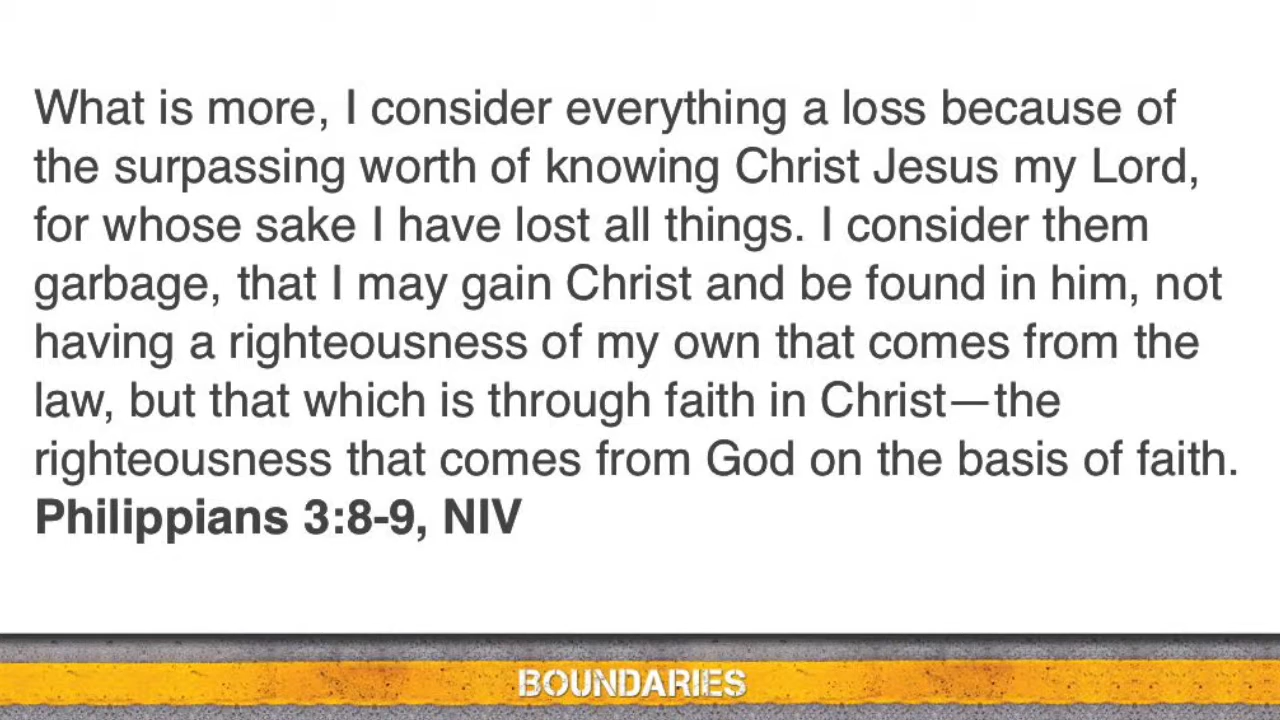 What is more, I consider everything a loss because of
the surpassing worth of knowing Christ Jesus my Lord,
for whose sake I have lost all things. I consider them
garbage, that I may gain Christ and be found in him, not
having a righteousness of my own that comes from the
law, but that which is through faith in Christ—the
righteousness that comes from God on the basis of faith.
Philippians 3:8-9, NIV
BOUNDARIES